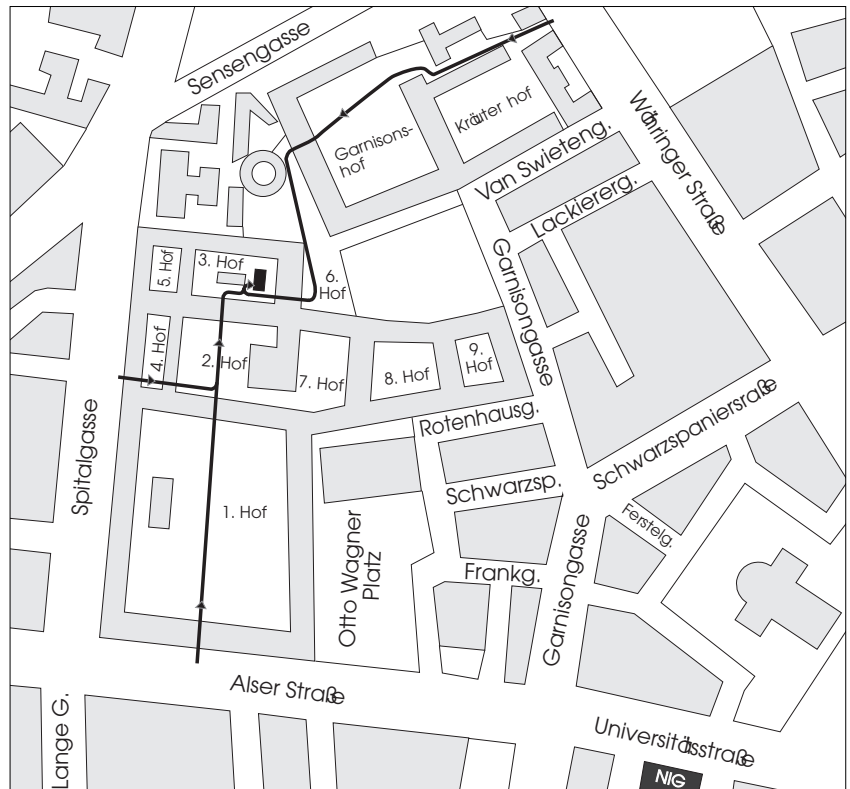 Sensengasse
Kräuter hof
Garnisons-
hof
Währinger Straße
Van Swieteng.
Lackiererg.
Garnisongasse
5. Hof
3. Hof
6.
Hof
4. Hof
2. Hof
7. Hof
8. Hof
9.
Hof
Rotenhausg.
Schwarzspaniersraße
Spitalgasse
1. Hof
Schwarzsp.
Ferstelg.
Otto Wagner
Platz
Frankg.
Garnisongasse
Alser Straße
Lange G.
Universitätsstraße
NIG